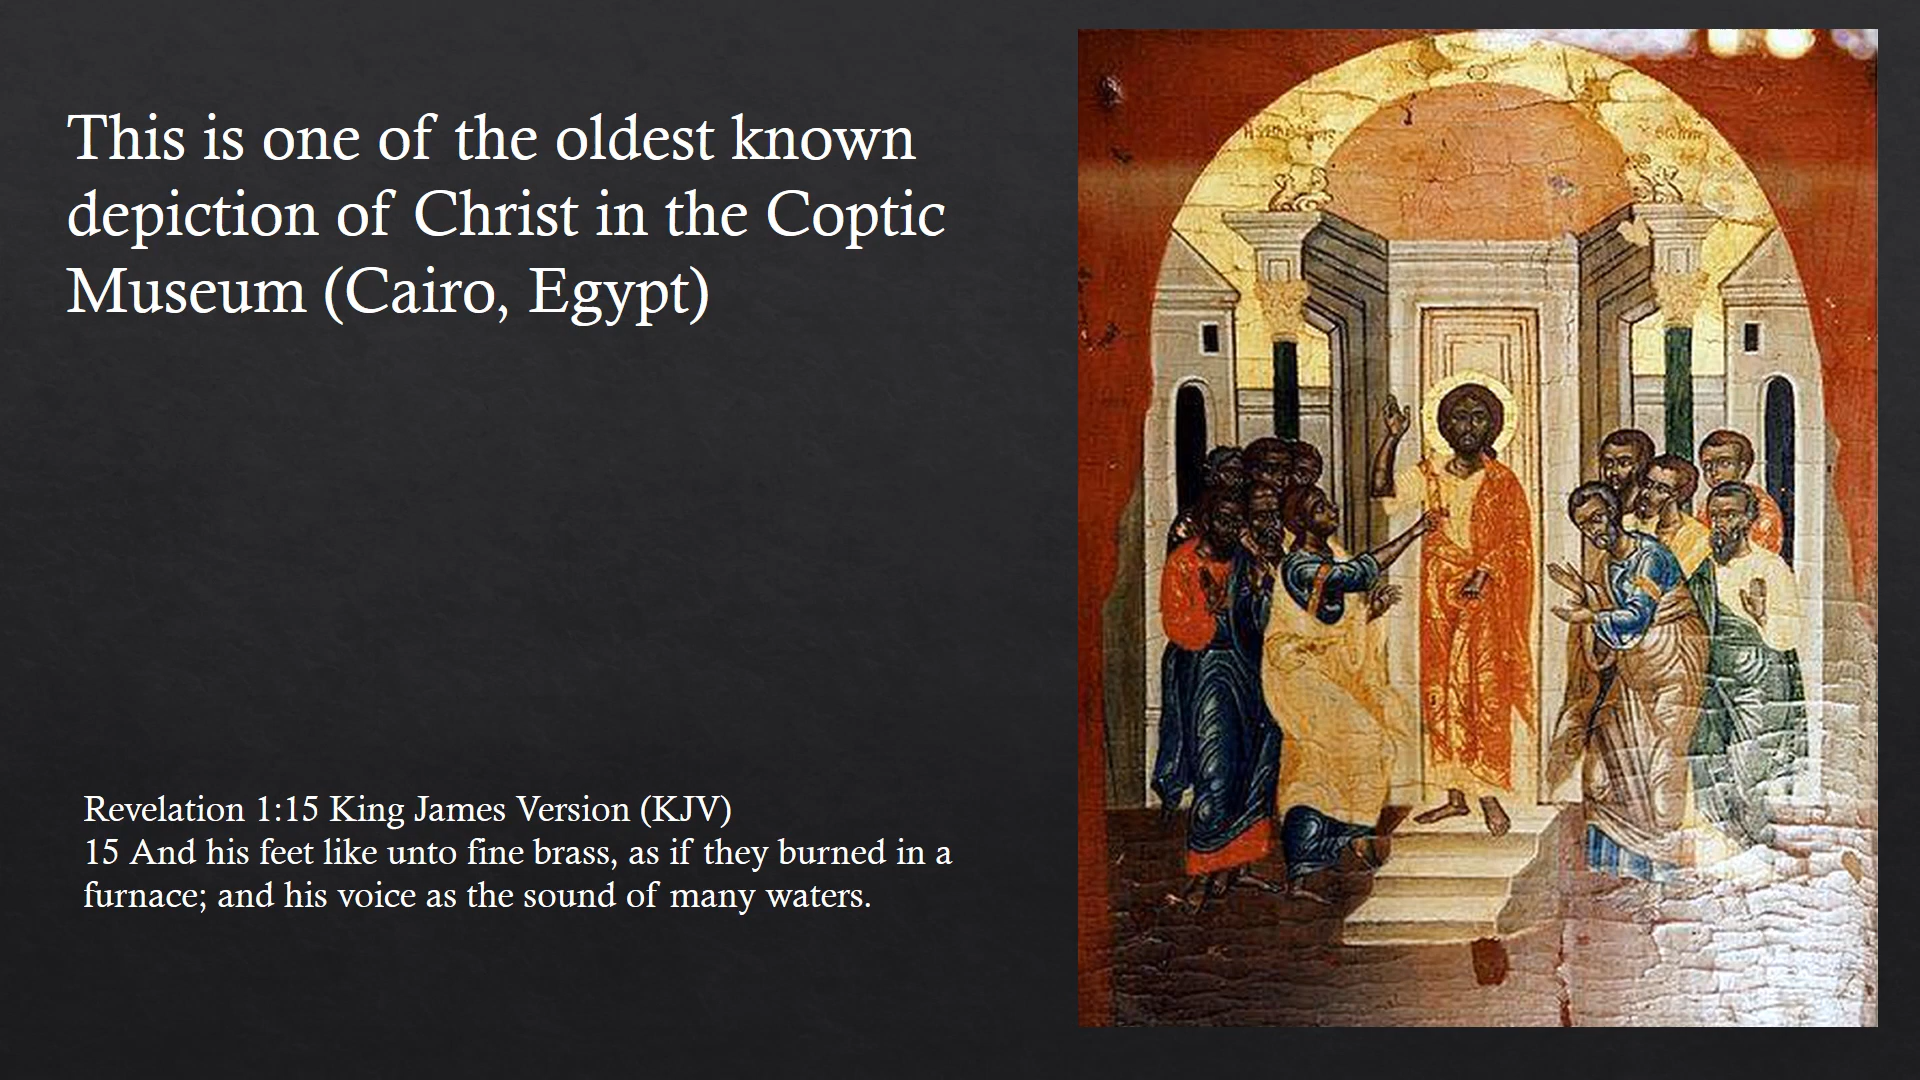 This is one of the oldest known
depiction of Christ in the Coptic
Museum (Cairo, Egypt)
Revelation 1:15 King James Version (KJV)
15 And his feet like unto fine brass, as if they burned in a
furnace; and his voice as the sound of many waters.